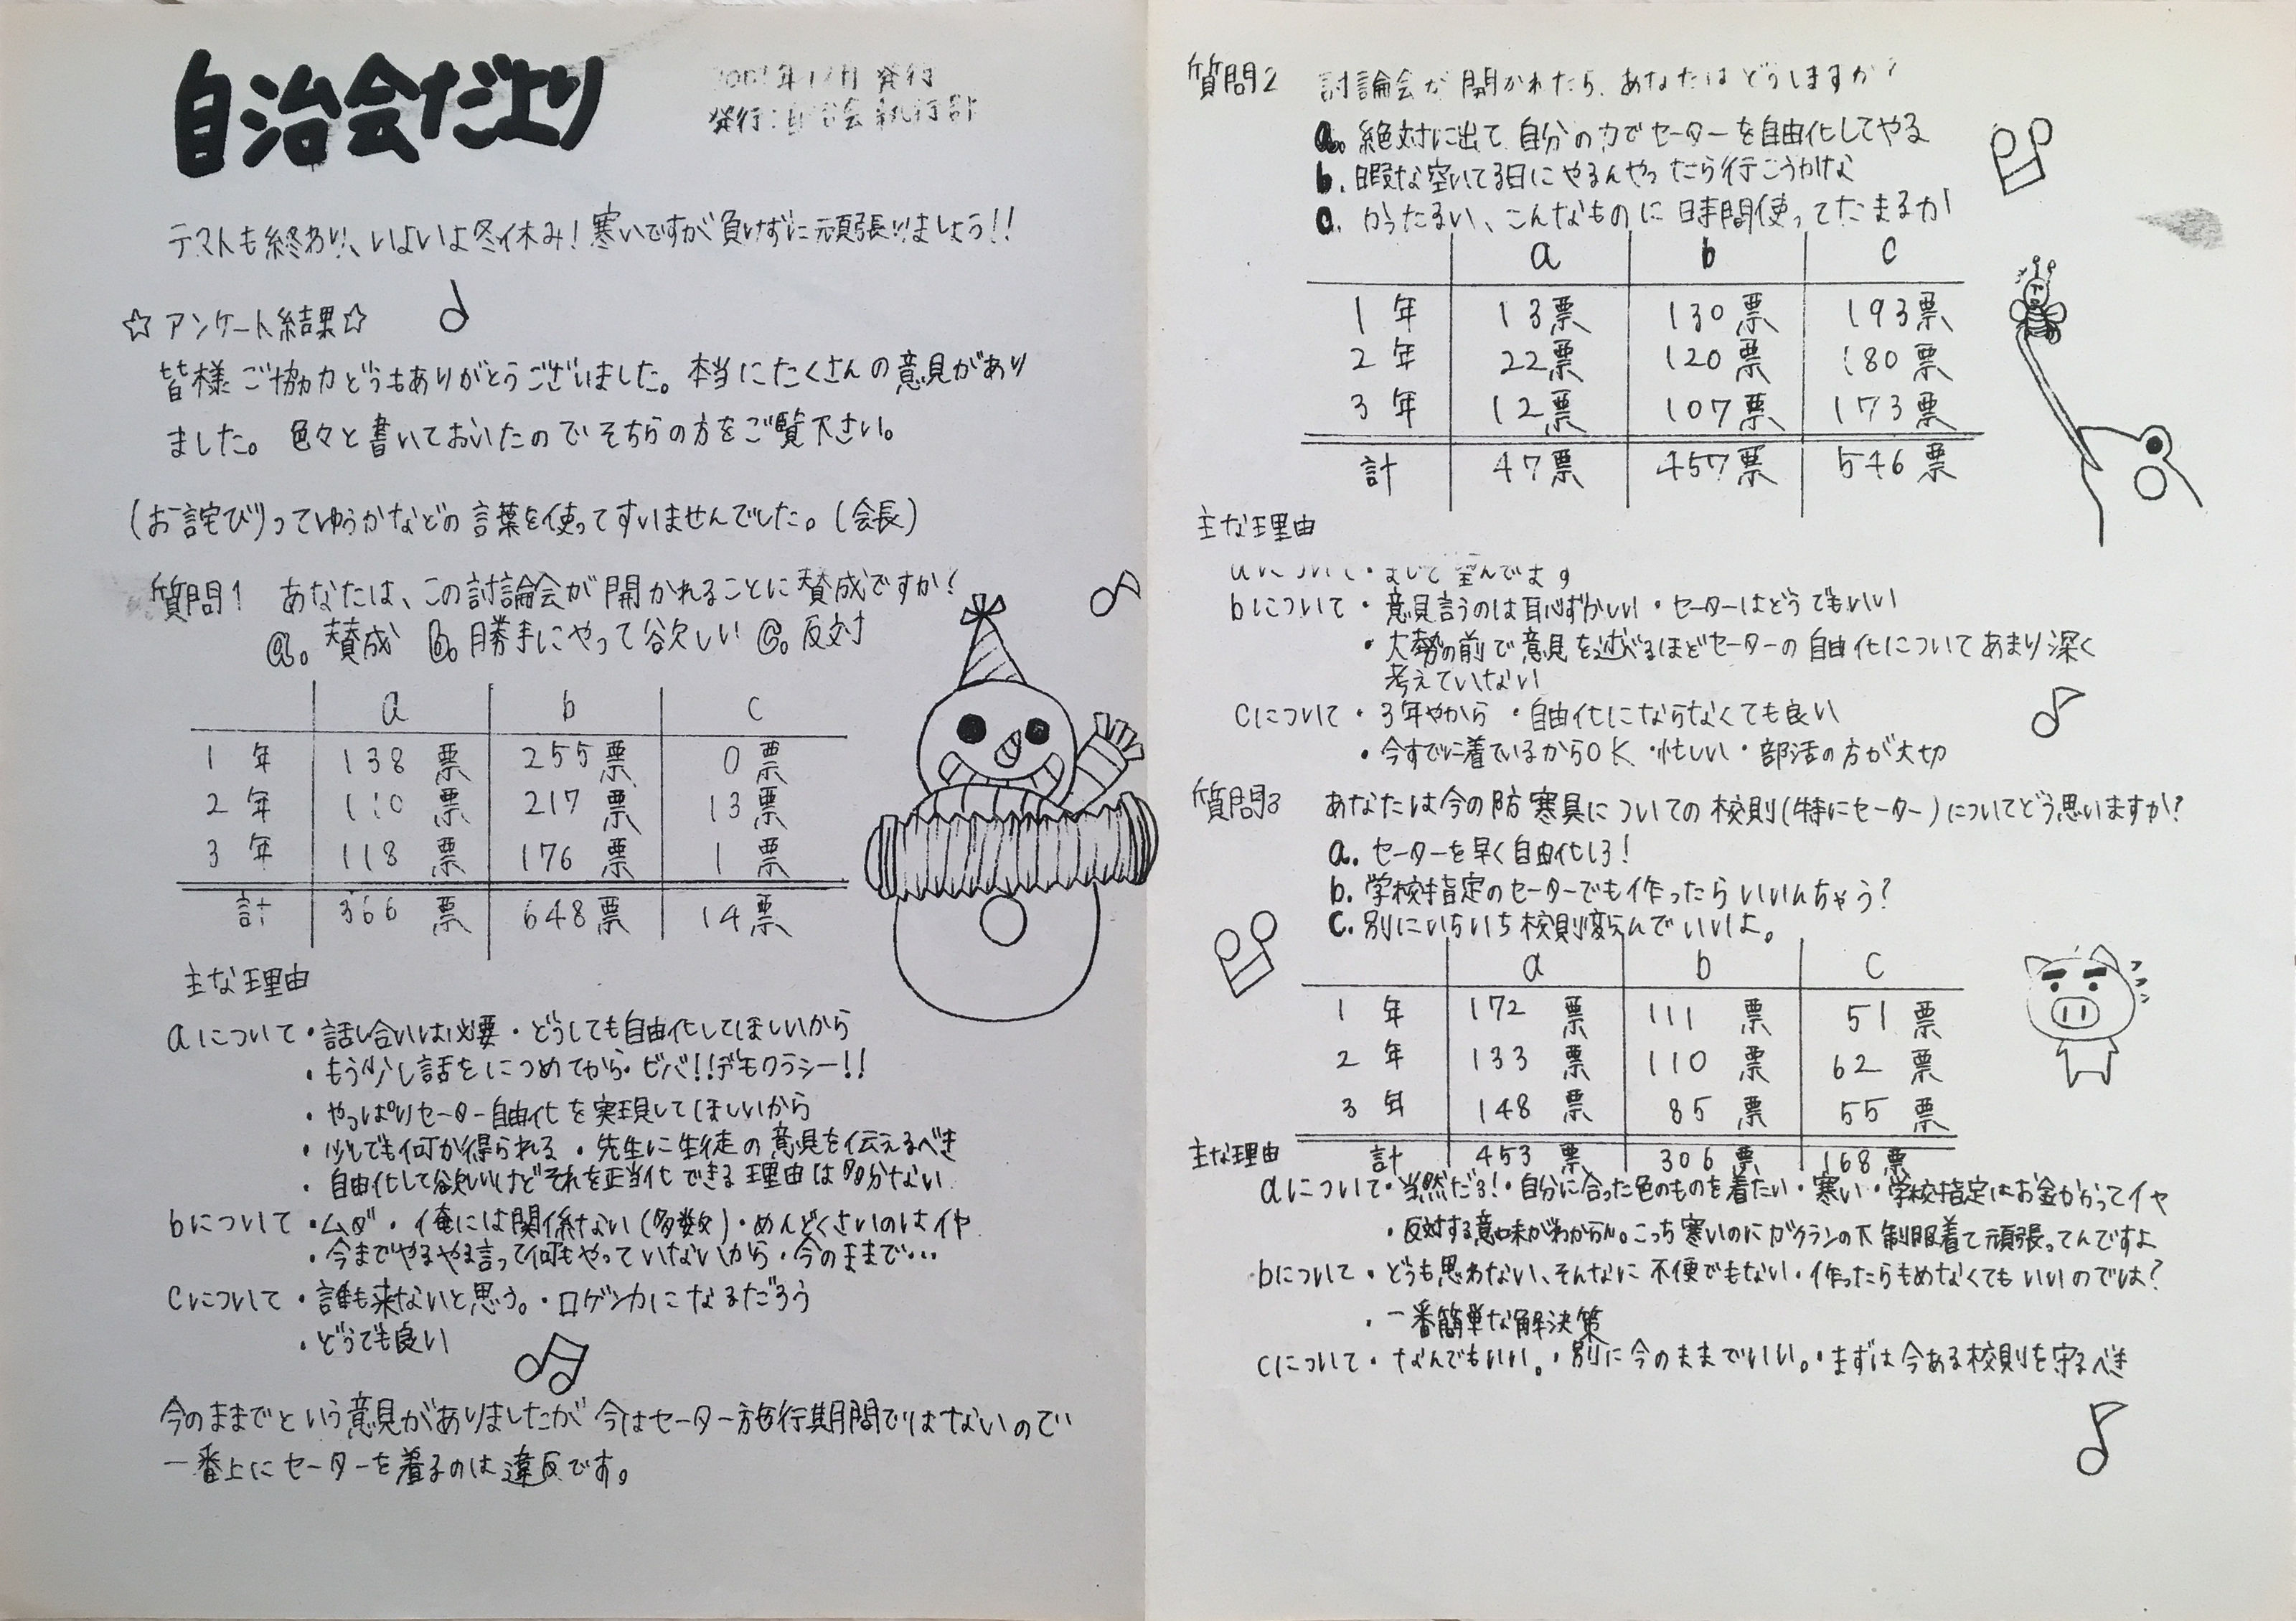 自治会だより
年12月 発行
発行:自治会執行部
テストも終わり、いよいよ冬休み!寒いですが負けずに頑張りましょう!!
☆アンケート結果☆
皆様ご協力どうもありがとうございました。本当にたくさんの意見があり
ました。色々と書いておいたのでそちらの方をご覧下さい。
(お詫び)ってゆうかなどの言葉を使ってすいませんでした。(会長)
質問1 あなたは、この討論会が開かれることに賛成ですか!
a。賛成 b。勝手にやって欲しい c。反対
a b c
1年 138票 255票 0票
2年 110票 217票 13票
3年 118票 176票 1票
計 366票 648票 14票
主な理由
aについて・話し合いは必要・どうしても自由化してほしいから
・もう少し話をにつめてから・ビバ!!デモクラシー!!
・やっぱりセーター自由化を実現してほしいから
・少しでも何か得られる・先生に生徒の意見を伝えるべき
・自由化して欲しいけどそれを正当化できる理由は多分ない
bについて・ムダ・俺には関係ない(多数)・めんどくさいのはイヤ
・今までやるやる言って何もやっていないから・今のままで…
cについて・誰も来ないと思う。・口ゲンカになるだろう
・どうでも良い
今のままでという意見がありましたが今はセーター施行期間ではないので
一番上にセーターを着るのは違反です。
質問2 討論会が開かれたら、あなたはどうしますか?
a。絶対に出て自分の力でセーターを自由化してやる
b.暇な空いてる日にやるんやったら行こうかな
c.かったるい、こんなものに時間使ってたまるか!
a b c
1年 13票 130票 193票
2年 22票 120票 180票
3年 12票 107票 173票
計 47票 457票 546票
主な理由
aについて・まじで望んでます
bについて・意見言うのは恥ずかしい・セーターはどうでもいい
・大勢の前で意見を述べるほどセーターの自由化についてあまり深く
考えていない
cについて・3年やから・自由化にならなくても良い
・今すでに着ているからOK・忙しい・部活の方が大切
質問3 あなたは今の防寒具についての校則(特にセーター)についてどう思いますか?
a.セーターを早く自由化しろ!
b.学校指定のセーターでも作ったらいいんちゃう?
c.別にいちいち校則変えんでいいよ。
a b c
1年 172票 111票 51票
2年 133票 110票 62票
3年 148票 85票 55票
計 453票 306票 168票
主な理由
aについて・当然だろ!・自分に合った色のものを着たい・寒い・学校指定はお金かかってイヤ
・反対する意味がわからん。こっち寒いのにガクランの下制服着て頑張ってんですよ
bについて・どうも思わない、そんなに不便でもない・作ったらもめなくてもいいのでは?
・一番簡単な解決策
cについて・なんでもいい。・別に今のままでいい。・まずは今ある校則を守るべき